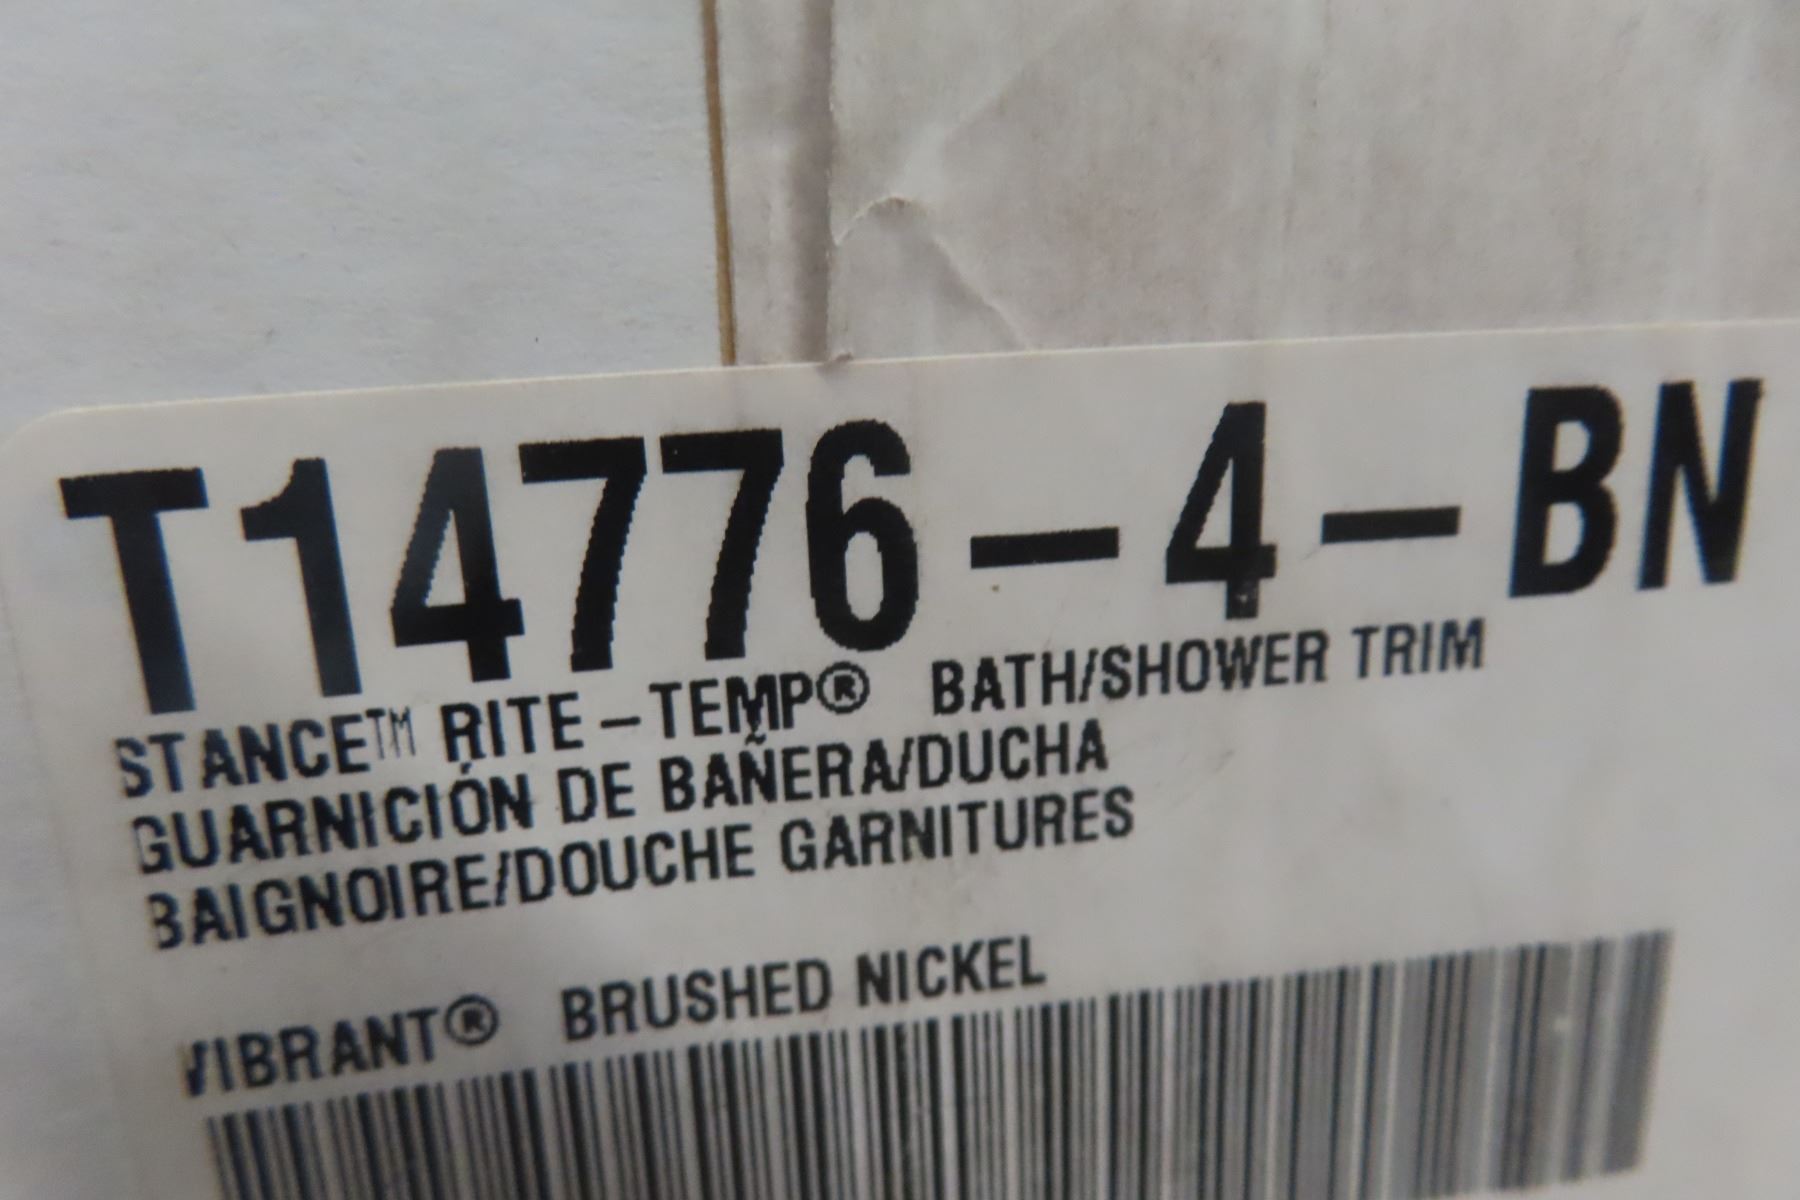 T14776-4-BN
STANCE™ RITE-TEMP® BATH/SHOWER TRIM
GUARNICIÓN DE BAÑERA/DUCHA
BAIGNOIRE/DOUCHE GARNITURES
VIBRANT® BRUSHED NICKEL